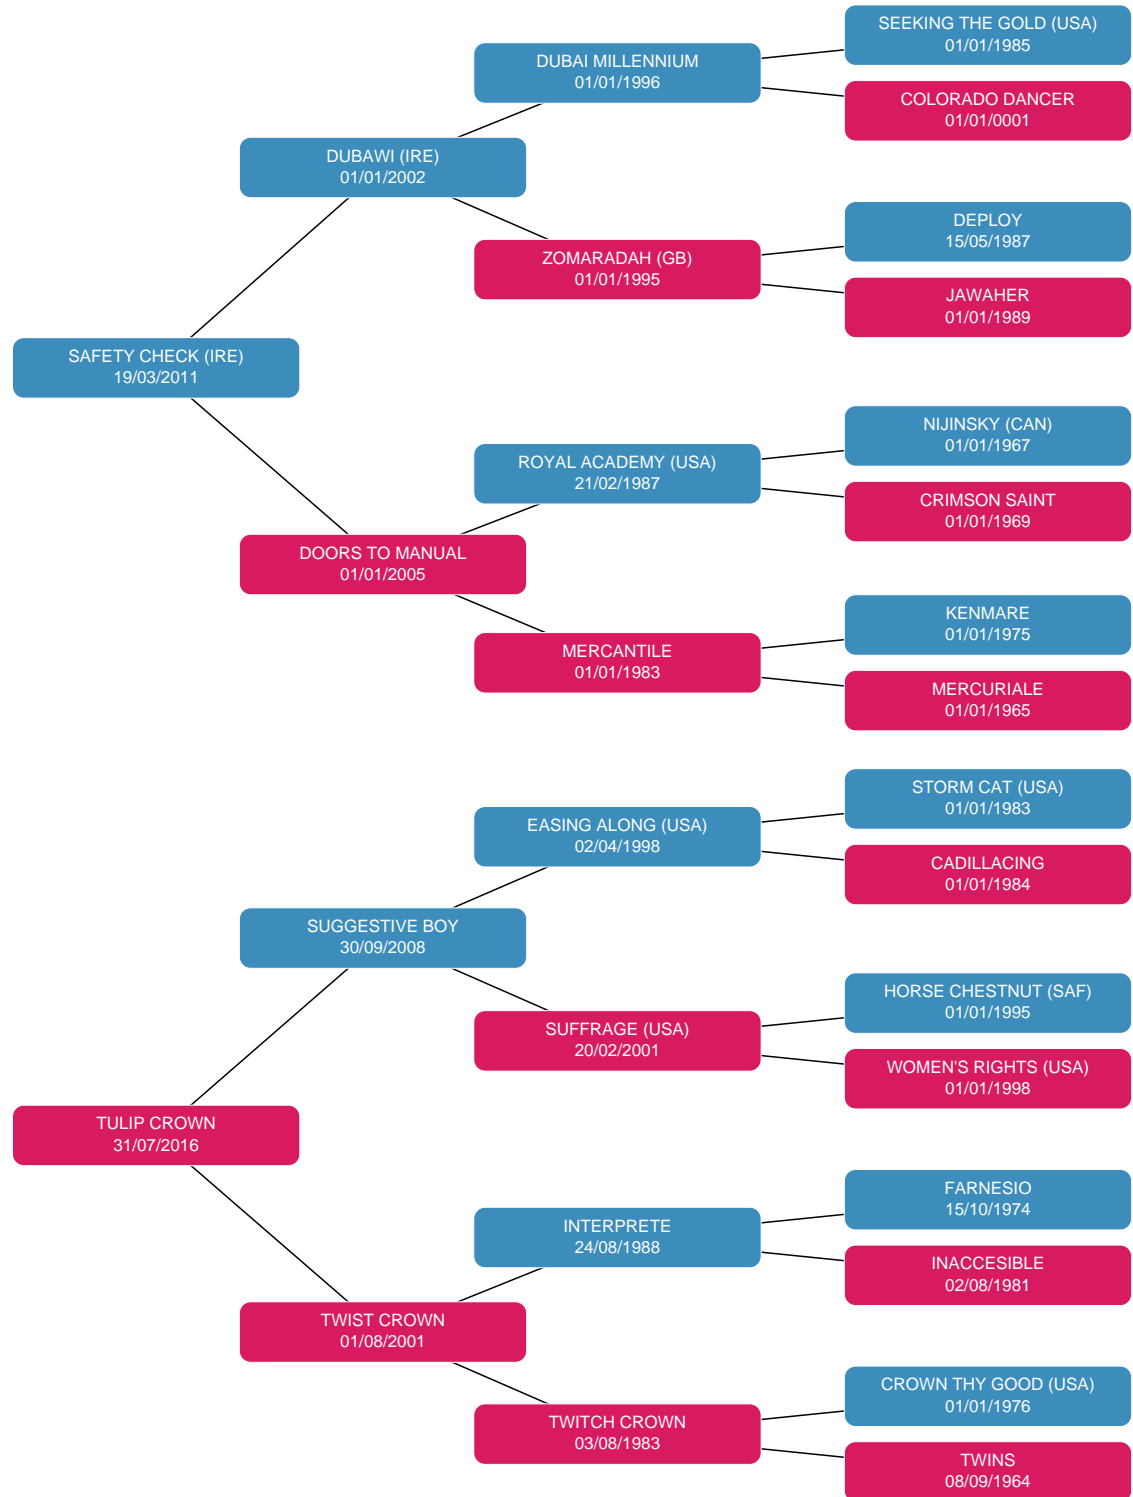 SEEKING THE GOLD (USA)
01/01/1985
DUBAI MILLENNIUM
01/01/1996
COLORADO DANCER
01/01/0001
DUBAWI (IRE)
01/01/2002
DEPLOY
15/05/1987
ZOMARADAH (GB)
01/01/1995
JAWAHER
01/01/1989
SAFETY CHECK (IRE)
19/03/2011
NIJINSKY (CAN)
01/01/1967
ROYAL ACADEMY (USA)
21/02/1987
CRIMSON SAINT
01/01/1969
DOORS TO MANUAL
01/01/2005
KENMARE
01/01/1975
MERCANTILE
01/01/1983
MERCURIALE
01/01/1965
STORM CAT (USA)
01/01/1983
EASING ALONG (USA)
02/04/1998
CADILLACING
01/01/1984
SUGGESTIVE BOY
30/09/2008
HORSE CHESTNUT (SAF)
01/01/1995
SUFFRAGE (USA)
20/02/2001
WOMEN'S RIGHTS (USA)
01/01/1998
TULIP CROWN
31/07/2016
FARNESIO
15/10/1974
INTERPRETE
24/08/1988
INACCESIBLE
02/08/1981
TWIST CROWN
01/08/2001
CROWN THY GOOD (USA)
01/01/1976
TWITCH CROWN
03/08/1983
TWINS
08/09/1964